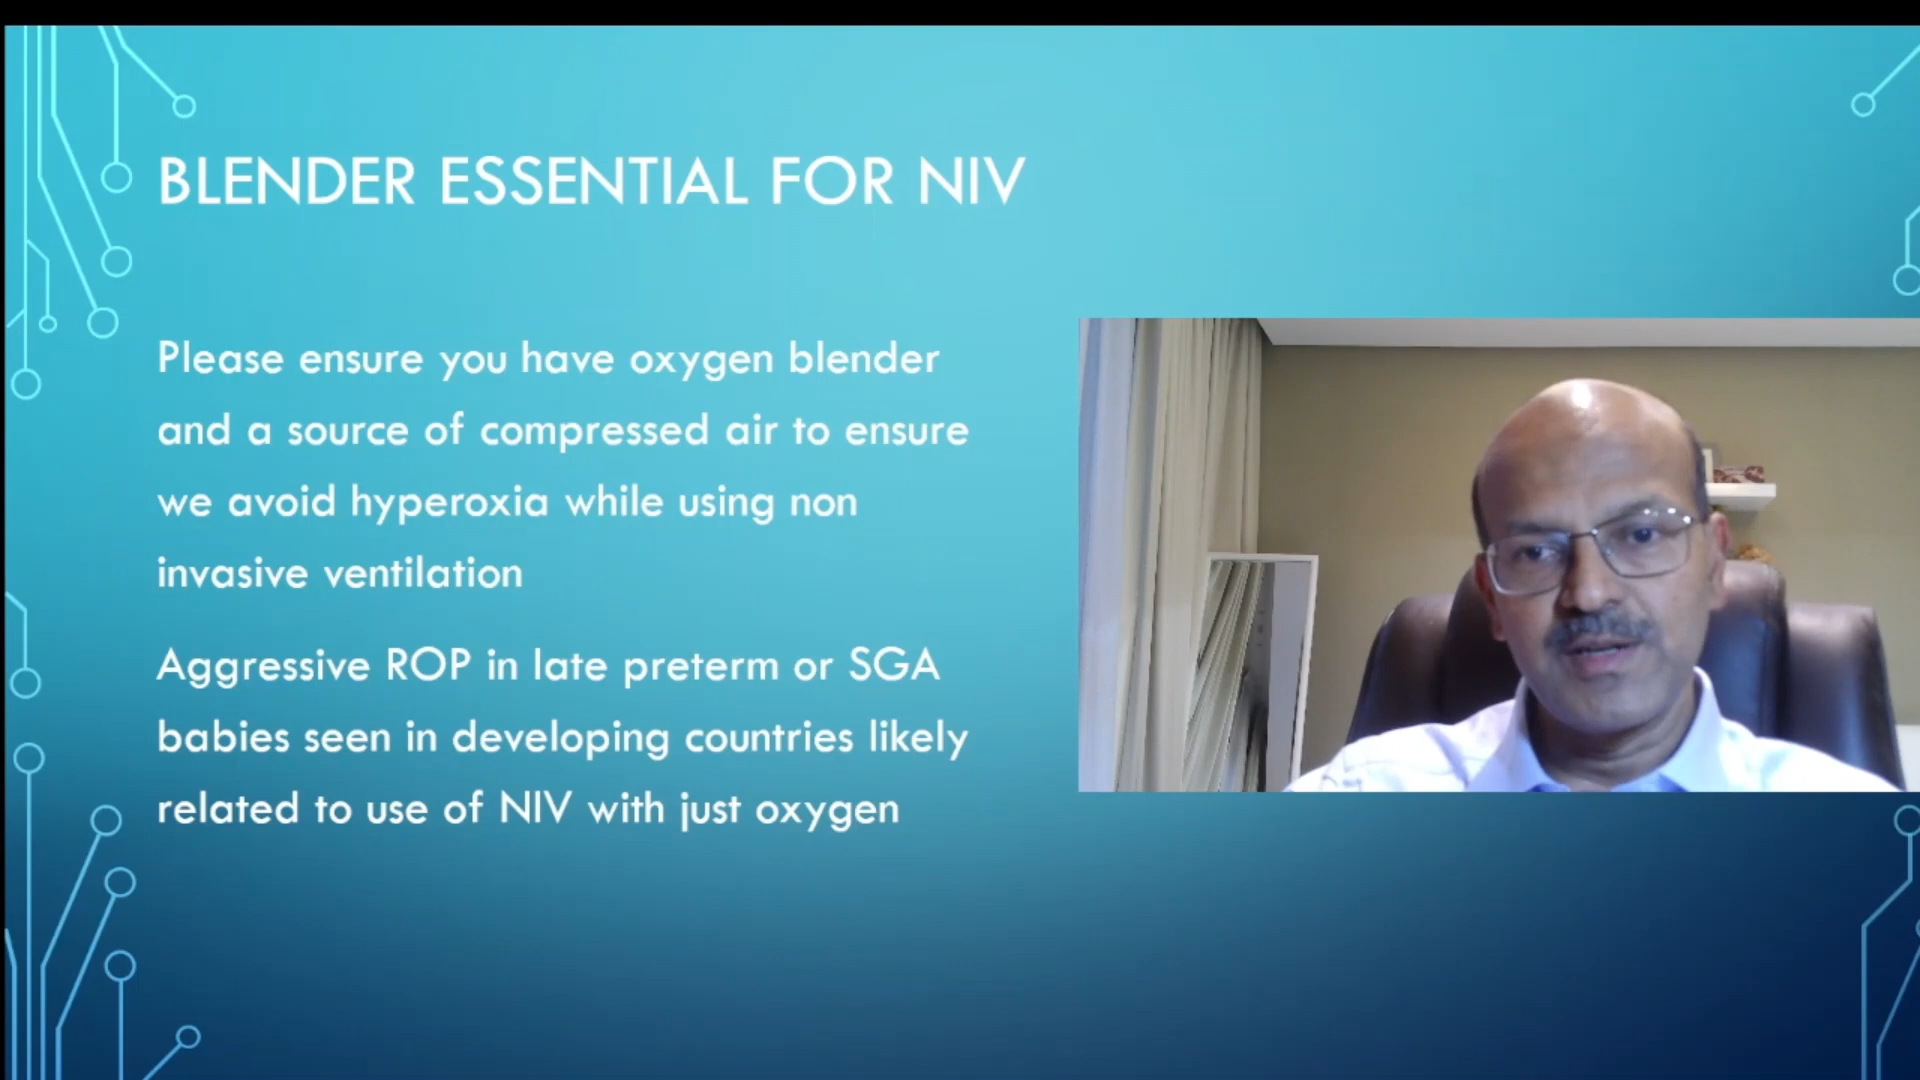 BLENDER ESSENTIAL FOR NIV
Please ensure you have oxygen blender
and a source of compressed air to ensure
we avoid hyperoxia while using non
invasive ventilation
Aggressive ROP in late preterm or SGA
babies seen in developing countries likely
related to use of NIV with just oxygen